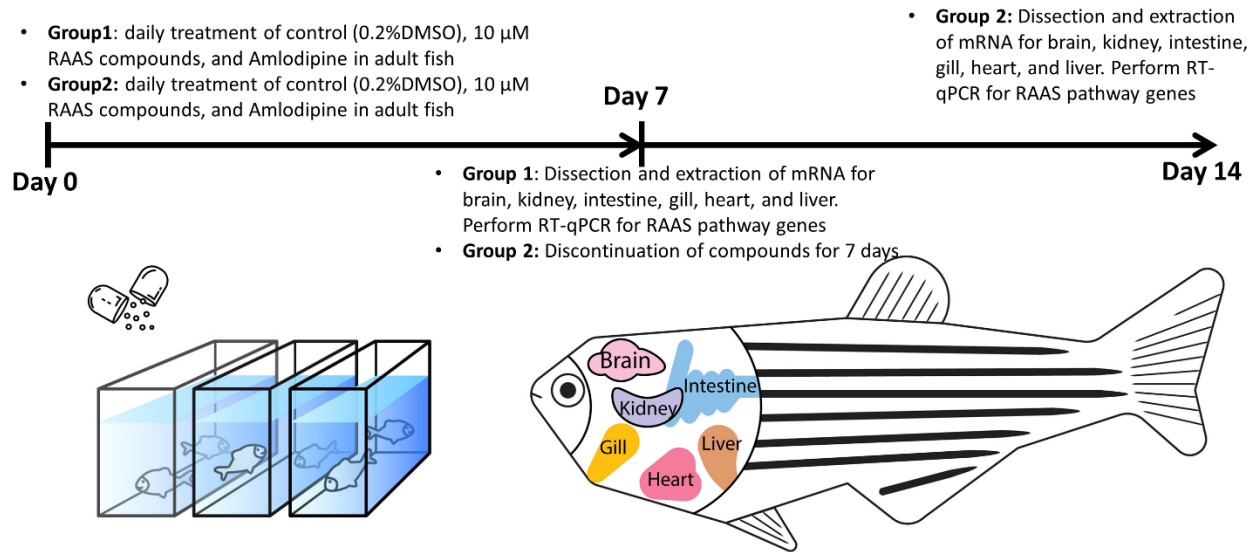 • Group1: daily treatment of control (0.2%DMSO), 10 µM
RAAS compounds, and Amlodipine in adult fish
• Group2: daily treatment of control (0.2%DMSO), 10 µM
RAAS compounds, and Amlodipine in adult fish
• Group 2: Dissection and extraction
of mRNA for brain, kidney, intestine,
gill, heart, and liver. Perform RT-
qPCR for RAAS pathway genes
Day 7
Day 0
Day 14
• Group 1: Dissection and extraction of mRNA for
brain, kidney, intestine, gill, heart, and liver.
Perform RT-qPCR for RAAS pathway genes
• Group 2: Discontinuation of compounds for 7 days
Brain
Intestine
Kidney
Gill
Liver
Heart